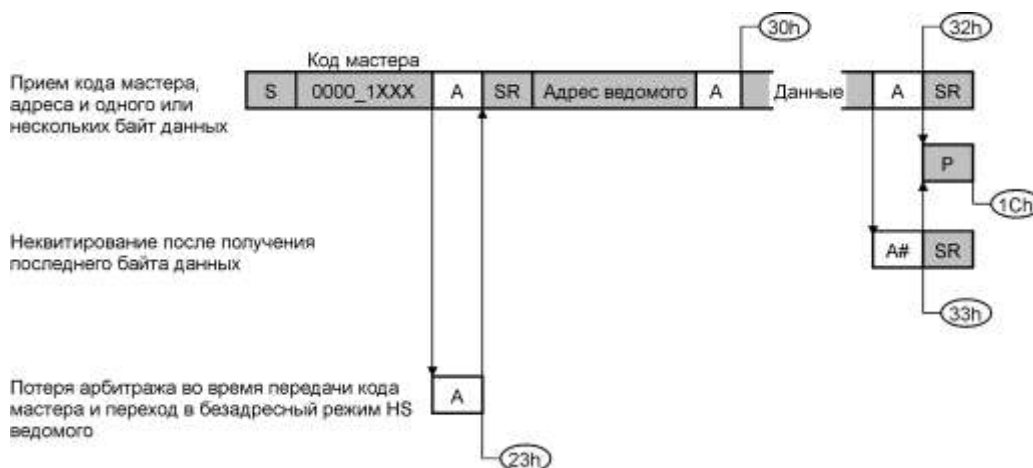 30h 32h
Код мастера
Прием кода мастера,
адреса и одного или
нескольких байт данных
S 0000_1XXX A SR Адрес ведомого A Данные A SR
P
1Ch
Неквитирование после получения
последнего байта данных
A# SR
33h
Потеря арбитража во время передачи кода
мастера и переход в безадресный режим HS
ведомого
A
23h